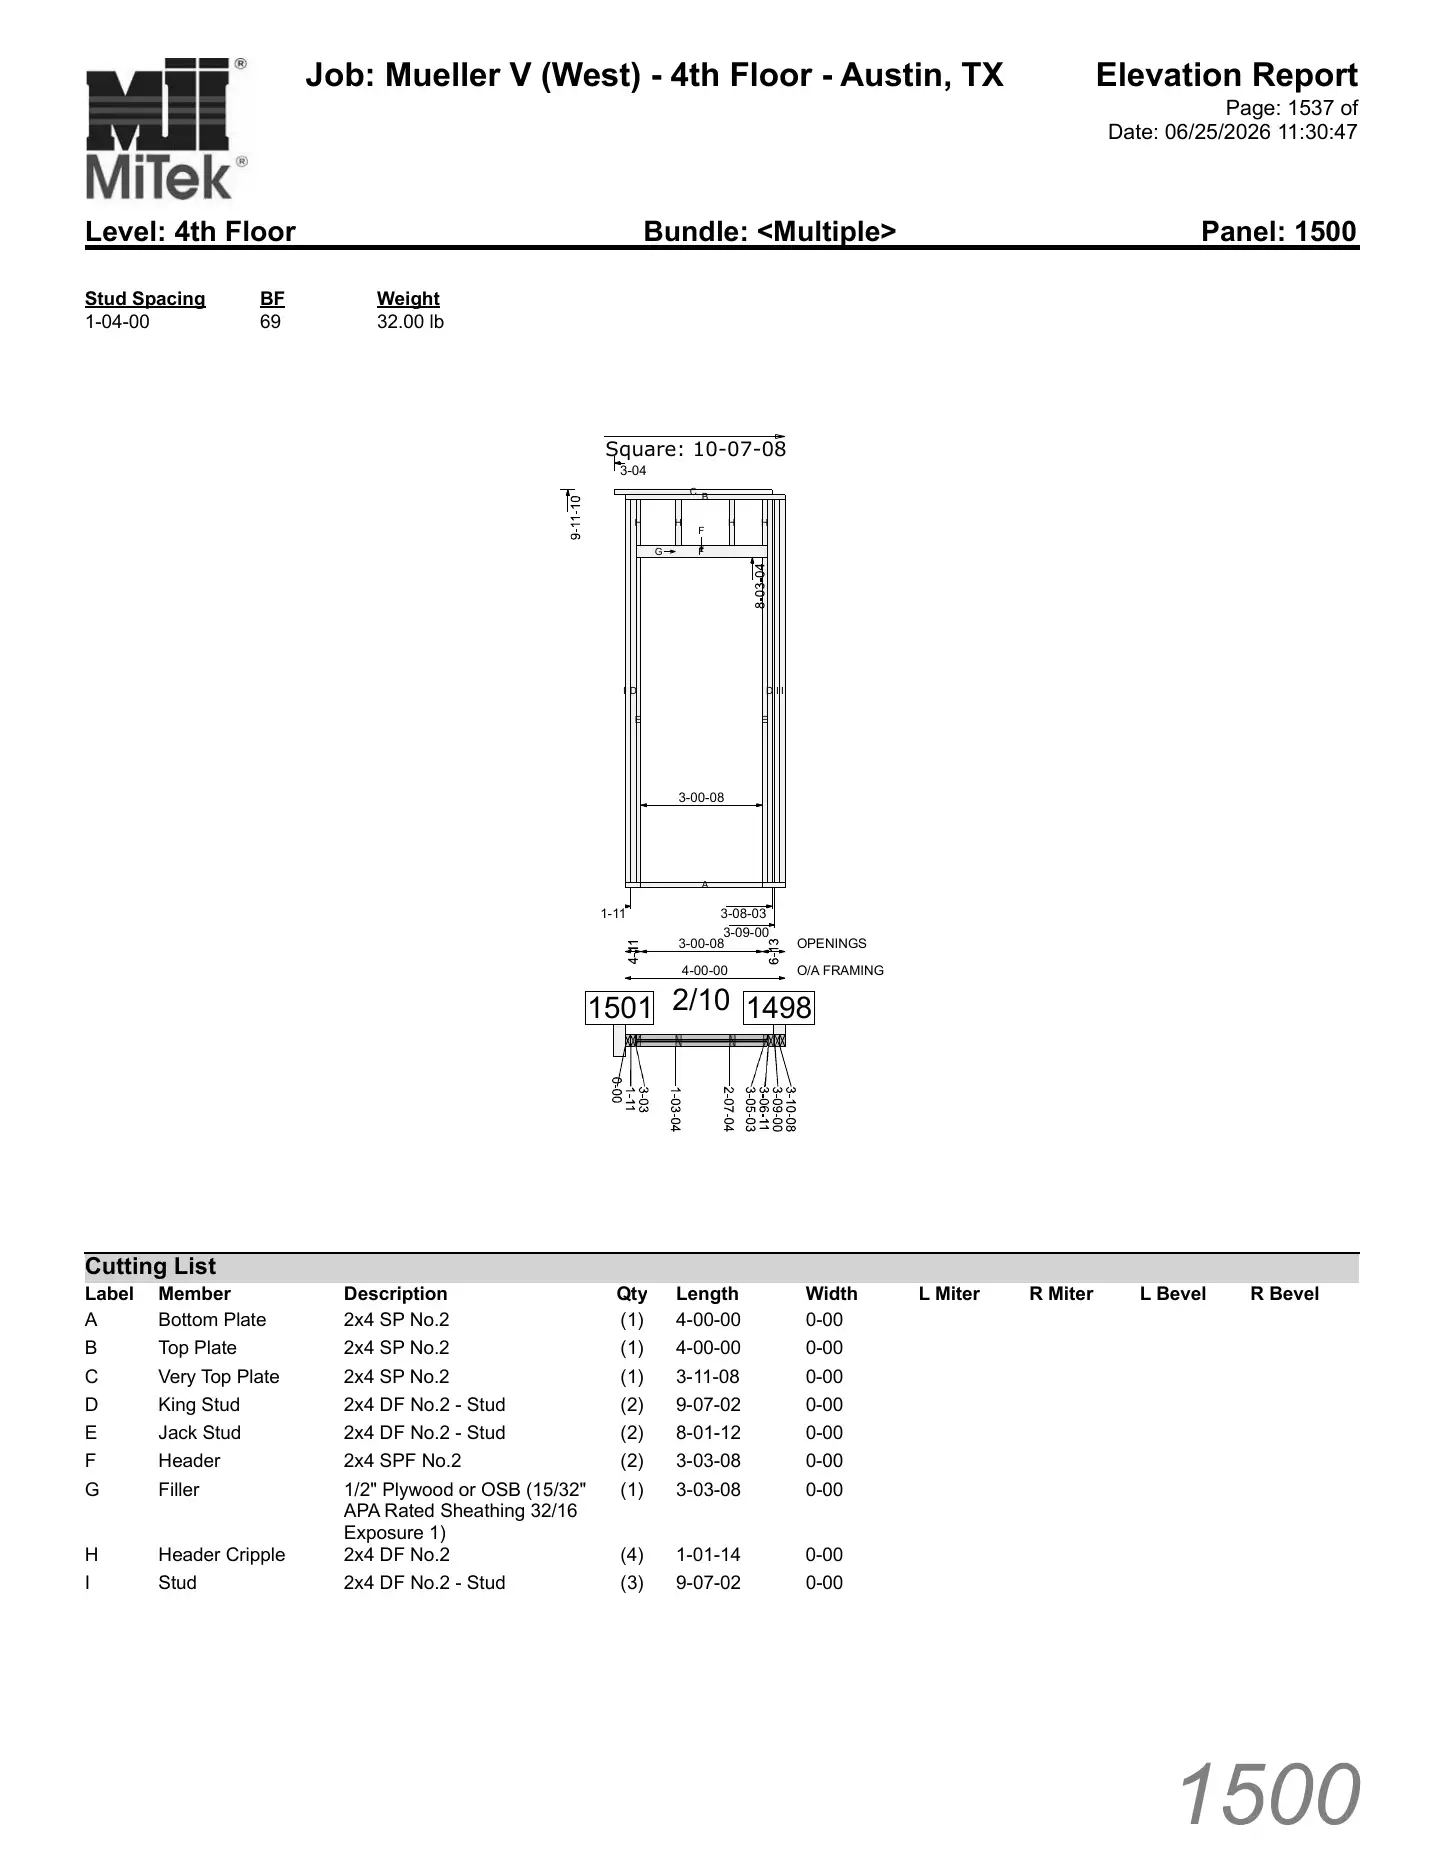 MiTek®
®
Job: Mueller V (West) - 4th Floor - Austin, TX
Elevation Report
Page: 1537 of
Date: 06/25/2026 11:30:47
Level: 4th Floor Bundle: <Multiple> Panel: 1500
Stud Spacing BF Weight
1-04-00 69 32.00 lb
Square: 10-07-08
3-04
9-11-10
C
B
H H H H
F
G F
8-03-04
I D D I I
E E
3-00-08
A
1-11 3-08-03
3-09-00
4-11 3-00-08 6-13 OPENINGS
4-00-00 O/A FRAMING
1501 2/10 1498
0-00 1-11 3-03 1-03-04 2-07-04 3-05-03 3-06-11 3-09-00 3-10-08
Cutting List
Label Member Description Qty Length Width L Miter R Miter L Bevel R Bevel
A Bottom Plate 2x4 SP No.2 (1) 4-00-00 0-00
B Top Plate 2x4 SP No.2 (1) 4-00-00 0-00
C Very Top Plate 2x4 SP No.2 (1) 3-11-08 0-00
D King Stud 2x4 DF No.2 - Stud (2) 9-07-02 0-00
E Jack Stud 2x4 DF No.2 - Stud (2) 8-01-12 0-00
F Header 2x4 SPF No.2 (2) 3-03-08 0-00
G Filler 1/2" Plywood or OSB (15/32" (1) 3-03-08 0-00
APA Rated Sheathing 32/16
Exposure 1)
H Header Cripple 2x4 DF No.2 (4) 1-01-14 0-00
I Stud 2x4 DF No.2 - Stud (3) 9-07-02 0-00
1500